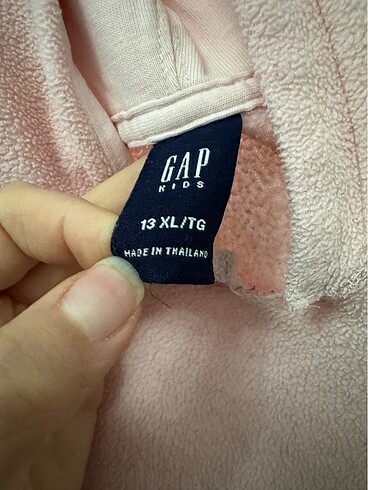 GAP
KIDS
13 XL/TG
MADE IN THAILAND